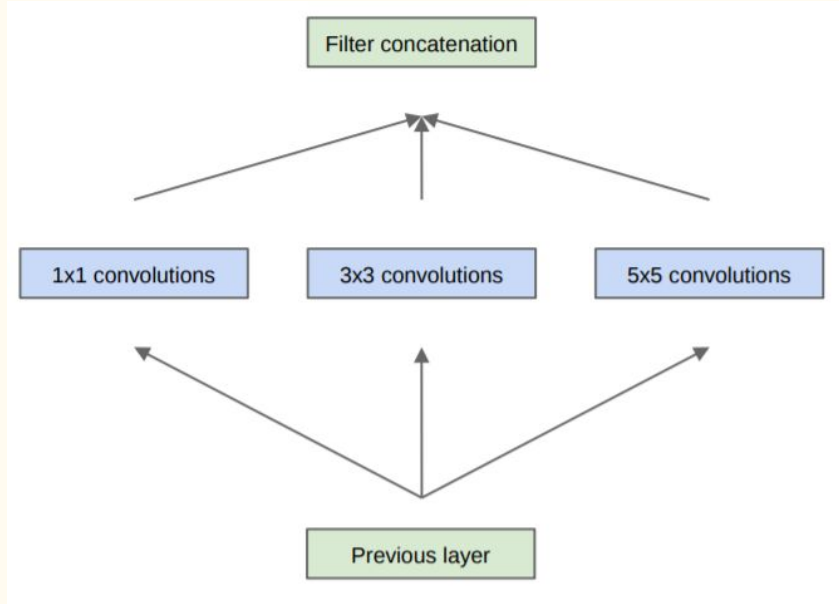 Filter concatenation
1x1 convolutions
3x3 convolutions
5x5 convolutions
Previous layer